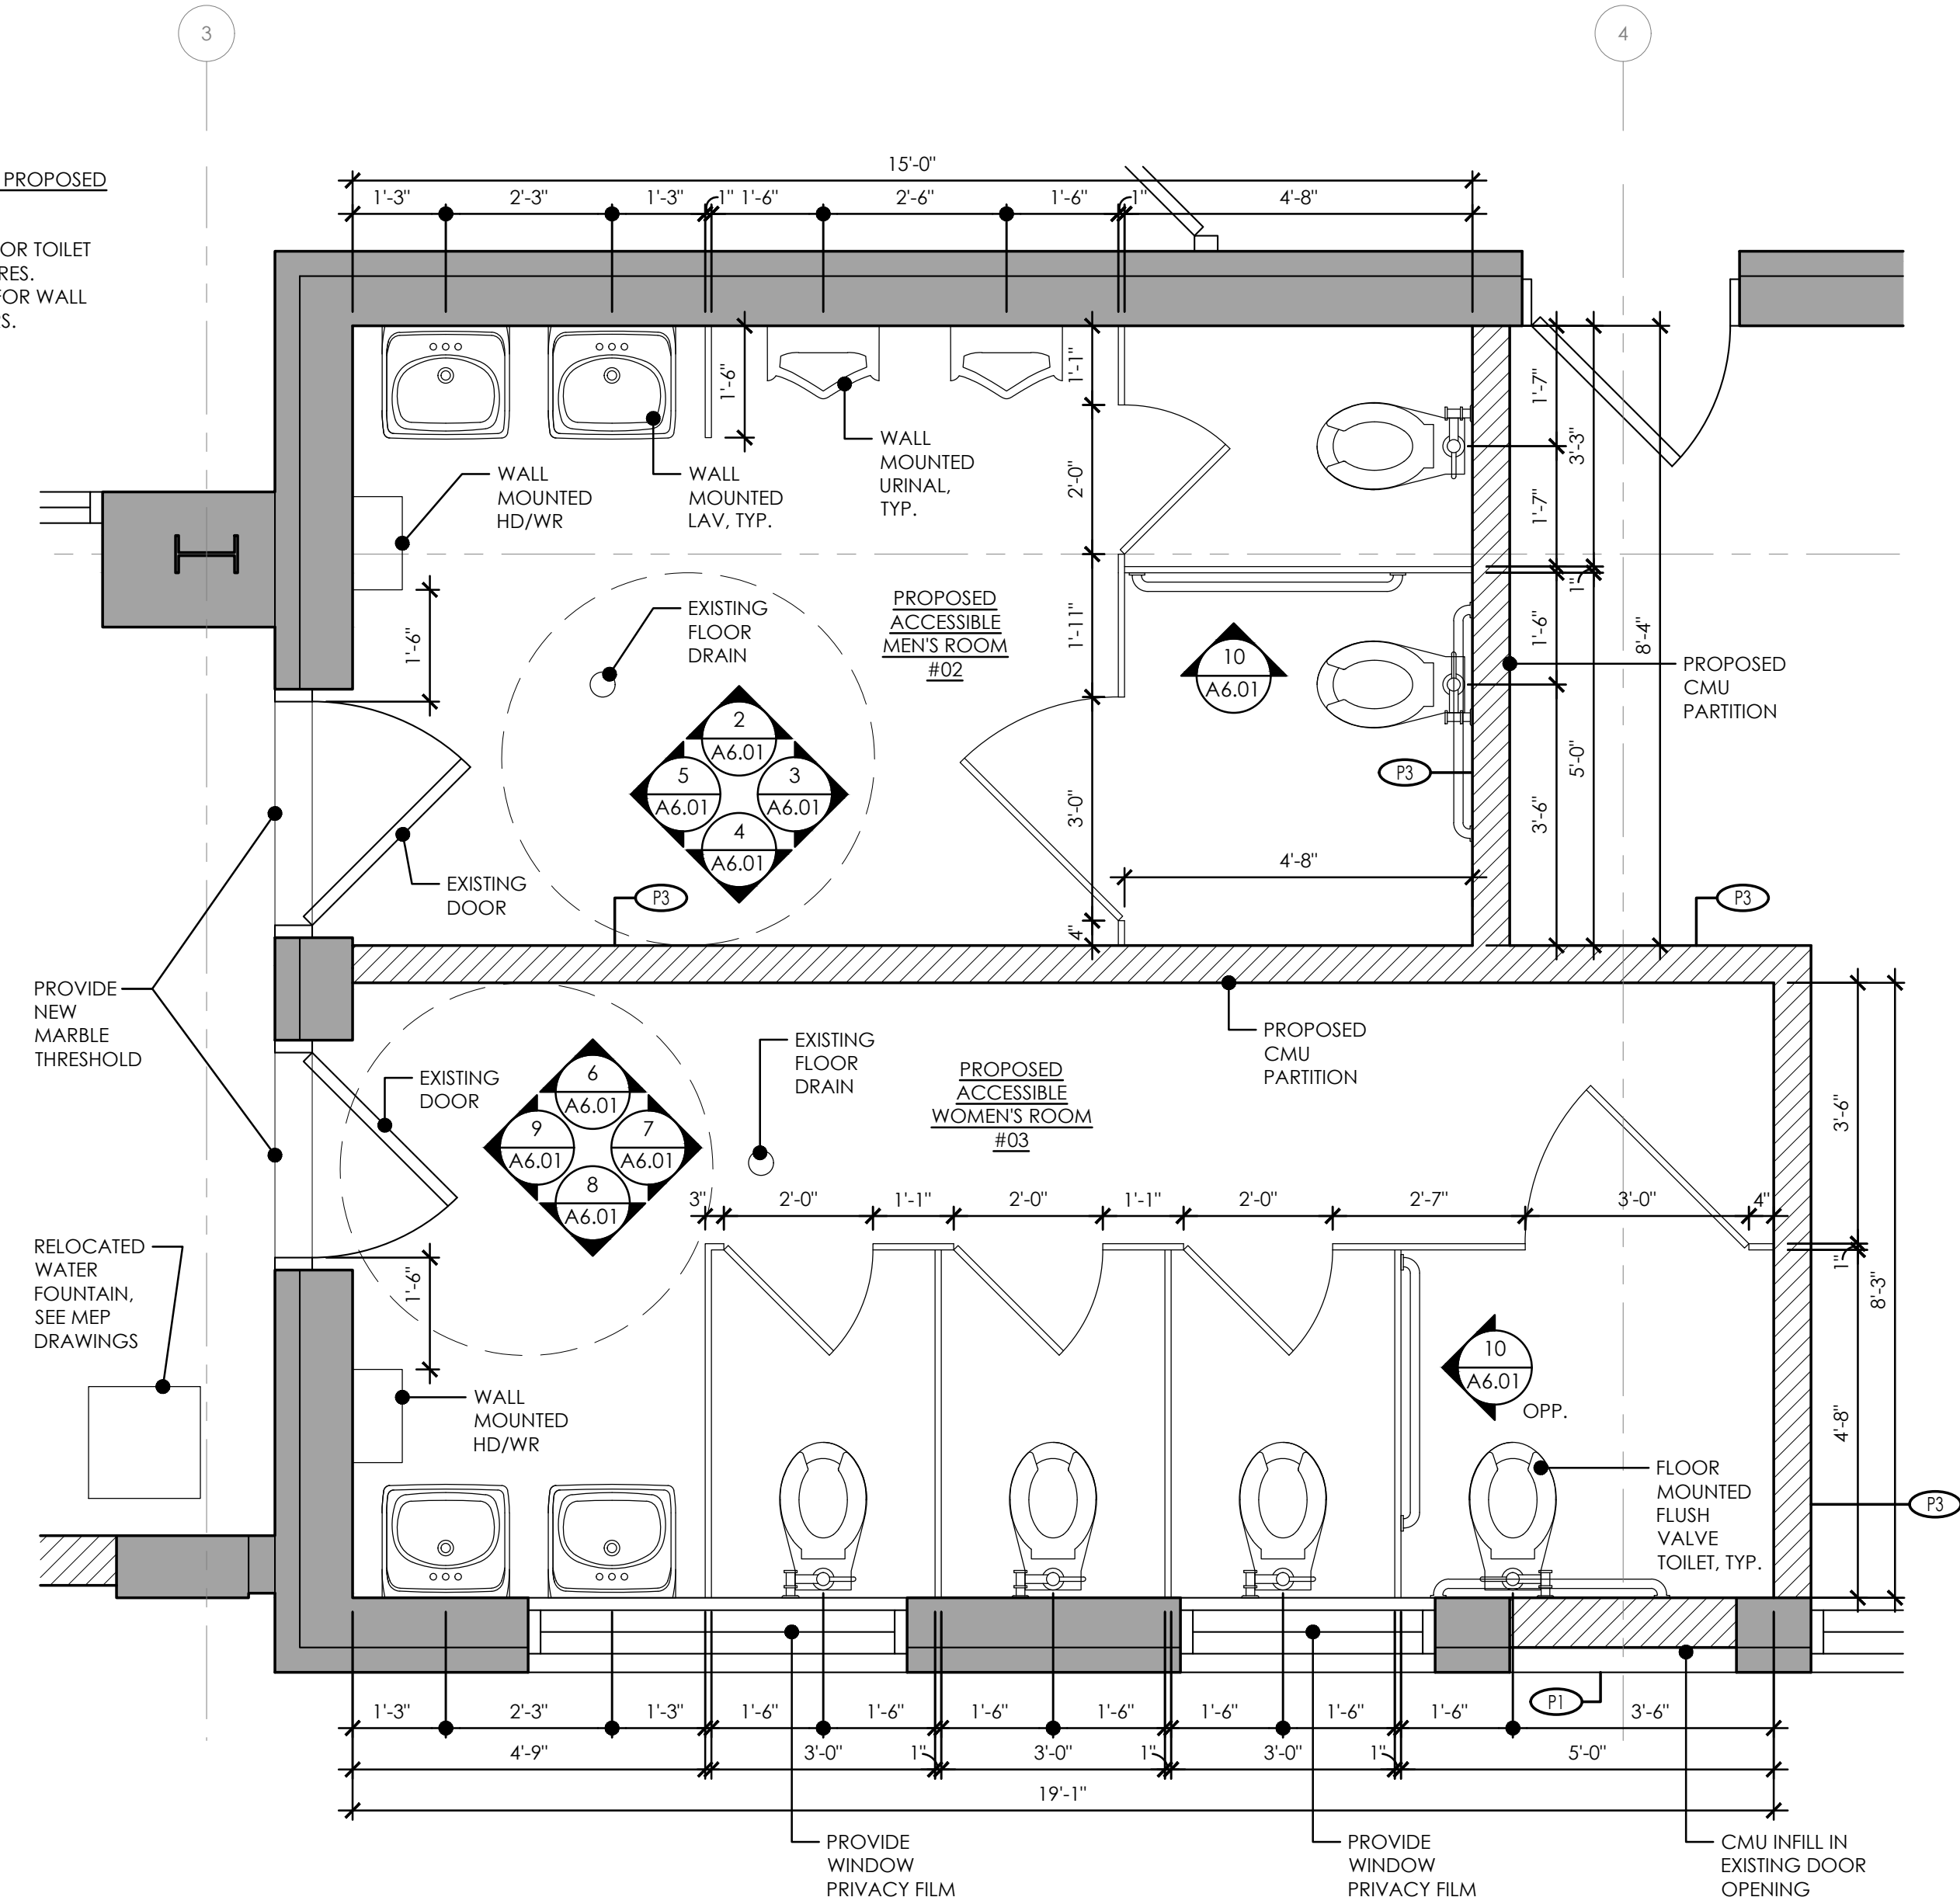 3
4
PROPOSED
OR TOILET
RES.
FOR WALL
RS.
15'-0"
1'-3" 2'-3" 1'-3" 1" 1'-6" 2'-6" 1'-6" 1" 4'-8"
1'-6"
1'-1"
2'-0"
1'-11"
3'-0"
4"
1'-7"
1'-7"
3'-3"
1"
1'-6"
3'-6"
5'-0"
8'-4"
WALL
MOUNTED
HD/WR
WALL
MOUNTED
LAV, TYP.
WALL
MOUNTED
URINAL,
TYP.
1'-6"
EXISTING
FLOOR
DRAIN
PROPOSED
ACCESSIBLE
MEN'S ROOM
#02
10
A6.01
PROPOSED
CMU
PARTITION
2
A6.01
5
A6.01
3
A6.01
4
A6.01
P3
4'-8"
EXISTING
DOOR
P3
P3
PROVIDE
NEW
MARBLE
THRESHOLD
EXISTING
DOOR
6
A6.01
9
A6.01
7
A6.01
8
A6.01
EXISTING
FLOOR
DRAIN
PROPOSED
ACCESSIBLE
WOMEN'S ROOM
#03
PROPOSED
CMU
PARTITION
3'-6"
1"
8'-3"
4'-8"
3" 2'-0" 1'-1" 2'-0" 1'-1" 2'-0" 2'-7" 3'-0" 4"
RELOCATED
WATER
FOUNTAIN,
SEE MEP
DRAWINGS
1'-6"
WALL
MOUNTED
HD/WR
10
A6.01
OPP.
FLOOR
MOUNTED
FLUSH
VALVE
TOILET, TYP.
P3
P1
1'-3" 2'-3" 1'-3" 1'-6" 1'-6" 1'-6" 1'-6" 1'-6" 1'-6" 1'-6" 3'-6"
4'-9" 3'-0" 1" 3'-0" 1" 3'-0" 1" 5'-0"
19'-1"
PROVIDE
WINDOW
PRIVACY FILM
PROVIDE
WINDOW
PRIVACY FILM
CMU INFILL IN
EXISTING DOOR
OPENING